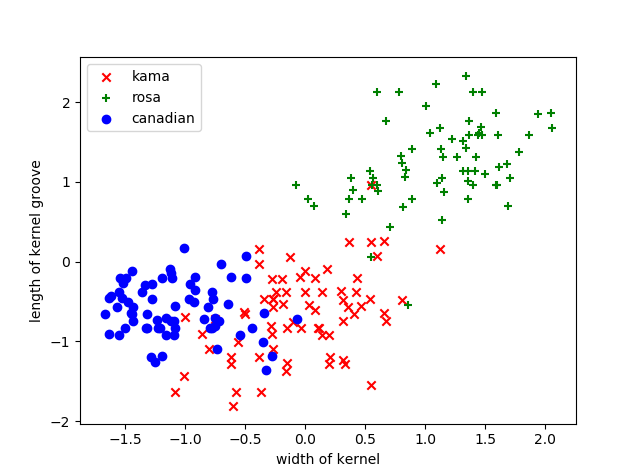 kama
rosa
canadian
length of kernel groove
2
1
0
−1
−2
−1.5 −1.0 −0.5 0.0 0.5 1.0 1.5 2.0
width of kernel